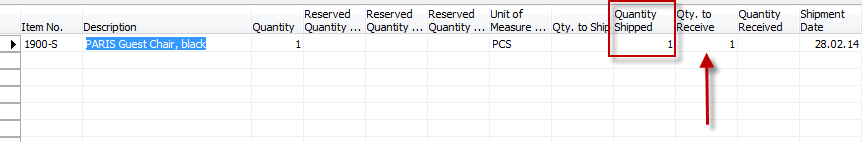 Item No. Description Quantity Reserved Quantity ... Reserved Quantity ... Reserved Quantity ... Unit of Measure ... Qty. to Ship Quantity Shipped Qty. to Receive Quantity Received Shipment Date
1900-S PARIS Guest Chair, black 1 PCS 1 1 28.02.14